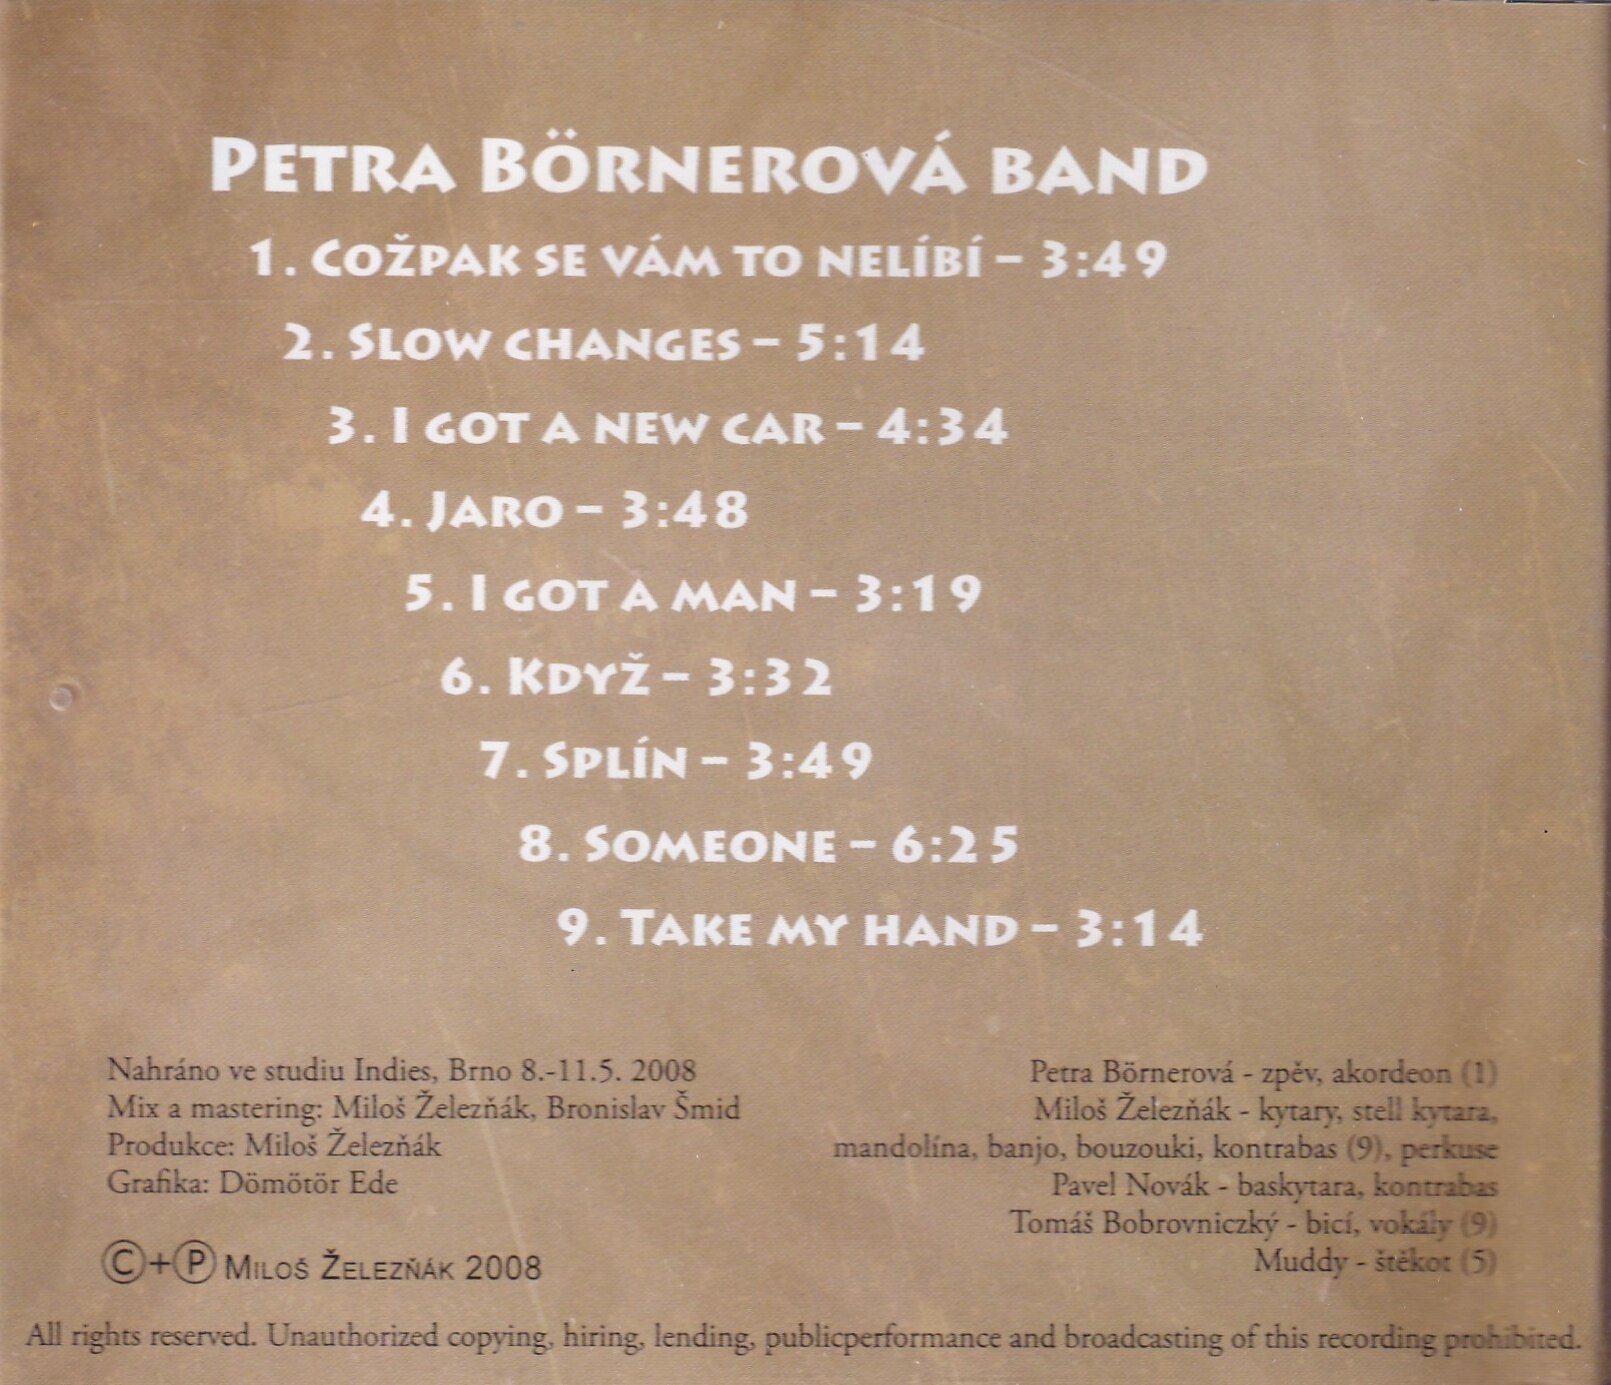 PETRA BÖRNEROVÁ BAND
1. COŽPAK SE VÁM TO NELÍBÍ – 3:49
2. SLOW CHANGES – 5:14
3. I GOT A NEW CAR – 4:34
4. JARO – 3:48
5. I GOT A MAN – 3:19
6. KDYŽ – 3:32
7. SPLÍN – 3:49
8. SOMEONE – 6:25
9. TAKE MY HAND – 3:14
Nahráno ve studiu Indies, Brno 8.-11.5. 2008
Mix a mastering: Miloš Železňák, Bronislav Šmid
Produkce: Miloš Železňák
Grafika: Dömötör Ede
Ⓒ+Ⓟ MILOŠ ŽELEZŇÁK 2008
Petra Börnerová - zpěv, akordeon (1)
Miloš Železňák - kytary, stell kytara,
mandolína, banjo, bouzouki, kontrabas (9), perkuse
Pavel Novák - baskytara, kontrabas
Tomáš Bobrovniczký - bicí, vokály (9)
Muddy - štěkot (5)
All rights reserved. Unauthorized copying, hiring, lending, publicperformance and broadcasting of this recording prohibited.